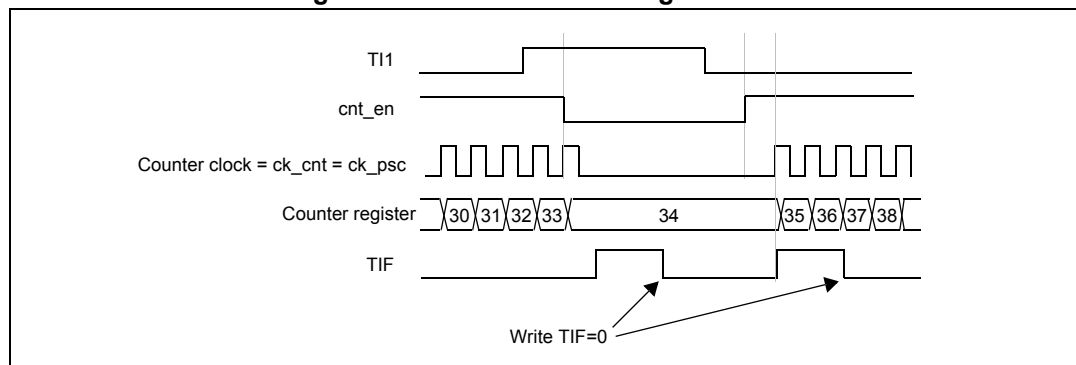 TI1
cnt_en
Counter clock = ck_cnt = ck_psc
Counter register 30 31 32 33 34 35 36 37 38
TIF
Write TIF=0